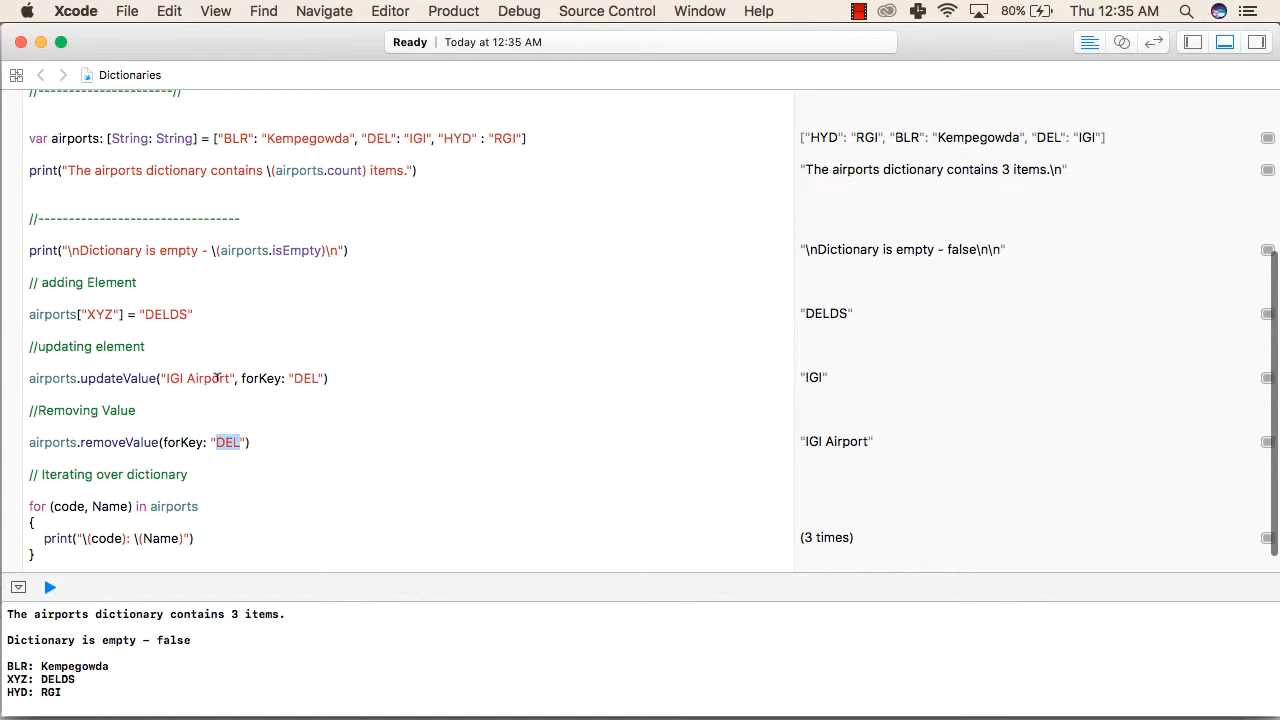 Xcode File Edit View Find Navigate Editor Product Debug Source Control Window Help 80% Thu 12:35 AM
Ready | Today at 12:35 AM
Dictionaries
//----------------------//
var airports: [String: String] = ["BLR": "Kempegowda", "DEL": "IGI", "HYD" : "RGI"]
["HYD": "RGI", "BLR": "Kempegowda", "DEL": "IGI"]
print("The airports dictionary contains \(airports.count) items.")
"The airports dictionary contains 3 items.\n"
//---------------------------------
print("\nDictionary is empty - \(airports.isEmpty)\n")
"\nDictionary is empty - false\n\n"
// adding Element
airports["XYZ"] = "DELDS"
"DELDS"
//updating element
airports.updateValue("IGI Airport", forKey: "DEL")
"IGI"
//Removing Value
airports.removeValue(forKey: "DEL")
"IGI Airport"
// Iterating over dictionary
for (code, Name) in airports
{
print("\(code): \(Name)")
(3 times)
}
The airports dictionary contains 3 items.
Dictionary is empty - false
BLR: Kempegowda
XYZ: DELDS
HYD: RGI